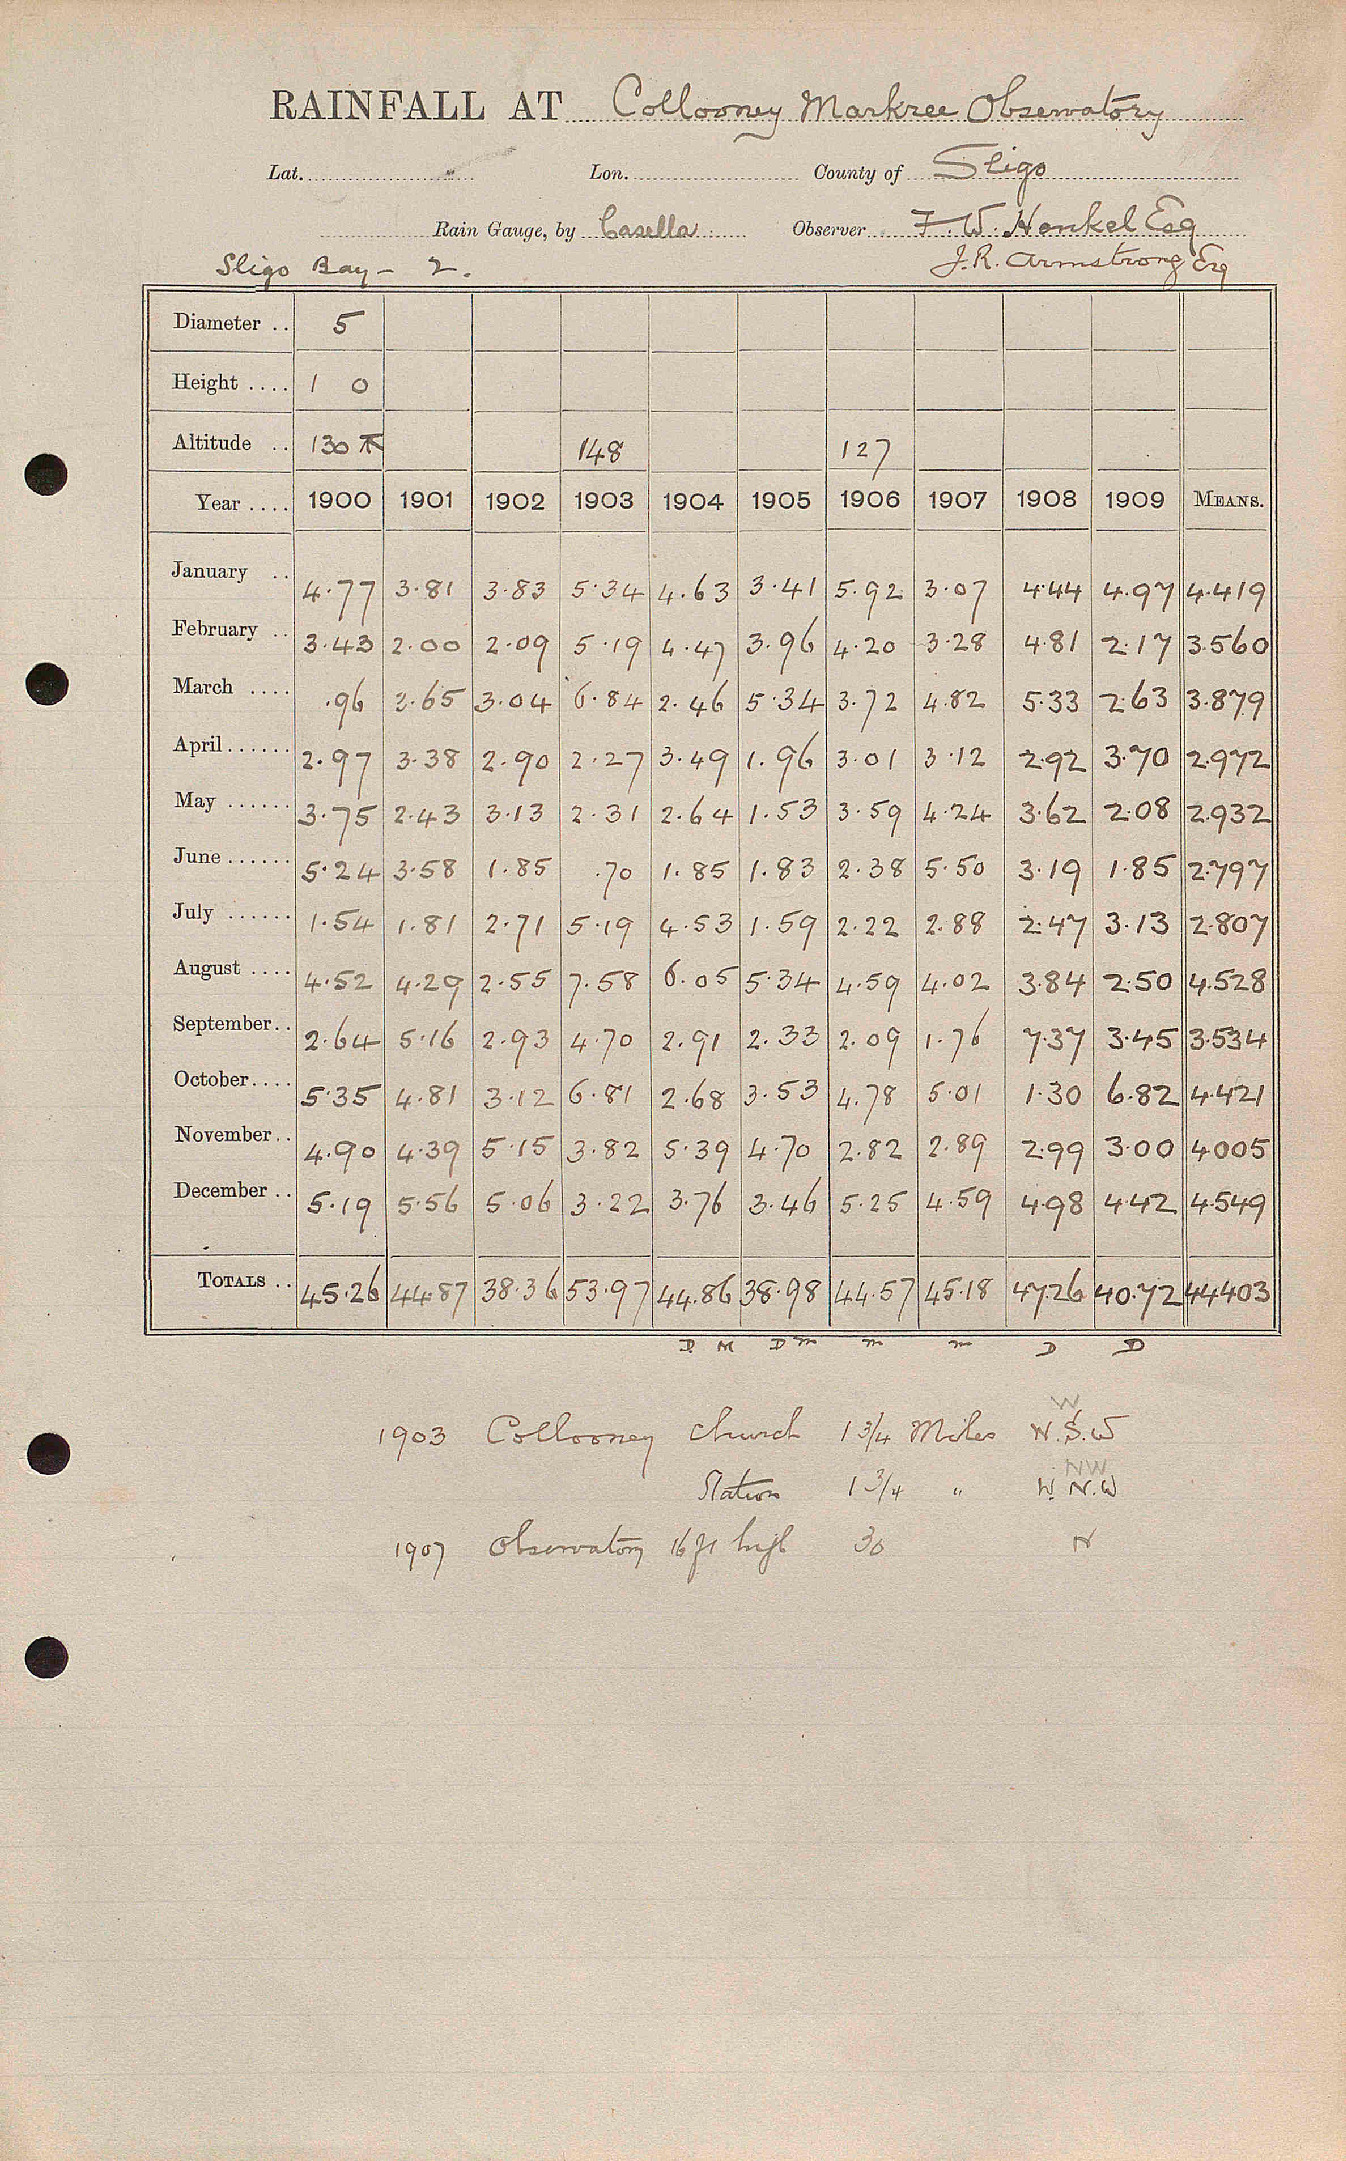 RAINFALL AT Collooney Markree Observatory
Lat. Lon. County of Sligo
Rain Gauge, by Casella Observer F. W. Henkel Esq
Sligo Bay - 2. J. R. Armstrong Esq
Diameter .. 5
Height .... 1 0
Altitude .. 130 148 127
Year .... 1900 1901 1902 1903 1904 1905 1906 1907 1908 1909 MEANS.
January .. 4.77 3.81 3.83 5.34 4.63 3.41 5.92 3.07 4.44 4.97 4.419
February .. 3.43 2.00 2.09 5.19 4.47 3.96 4.20 3.28 4.81 2.17 3.560
March .... .96 3.65 3.04 6.84 2.46 5.34 3.72 4.82 5.33 2.63 3.879
April...... 2.97 3.38 2.90 2.27 3.49 1.96 3.01 3.12 2.92 3.70 2.972
May ...... 3.75 2.43 3.13 2.31 2.64 1.53 3.59 4.24 3.62 2.08 2.932
June ...... 5.24 3.58 1.85 .70 1.85 1.83 2.38 5.50 3.19 1.85 2.797
July ...... 1.54 1.81 2.71 5.19 4.53 1.59 2.22 2.88 2.47 3.13 2.807
August .... 4.52 4.29 2.55 7.58 6.05 5.34 4.59 4.02 3.84 2.50 4.528
September.. 2.64 5.16 2.93 4.70 2.91 2.33 2.09 1.76 7.37 3.45 3.534
October.... 5.35 4.81 3.12 6.81 2.68 3.53 4.78 5.01 1.30 6.82 4.421
November.. 4.90 4.39 5.15 3.82 5.39 4.70 2.82 2.89 2.99 3.00 4005
December .. 5.19 5.56 5.06 3.22 3.76 3.46 5.25 4.59 4.98 4.42 4.549
TOTALS .. 45.26 44.87 38.36 53.97 44.86 38.98 44.57 45.18 47.26 40.72 44403
D M D m m m D D
W
1903 Collooney Church 1 3/4 Miles W.S.W
NW
Station 1 3/4 " W. N.W
1907 Observatory 16 ft high 30 N